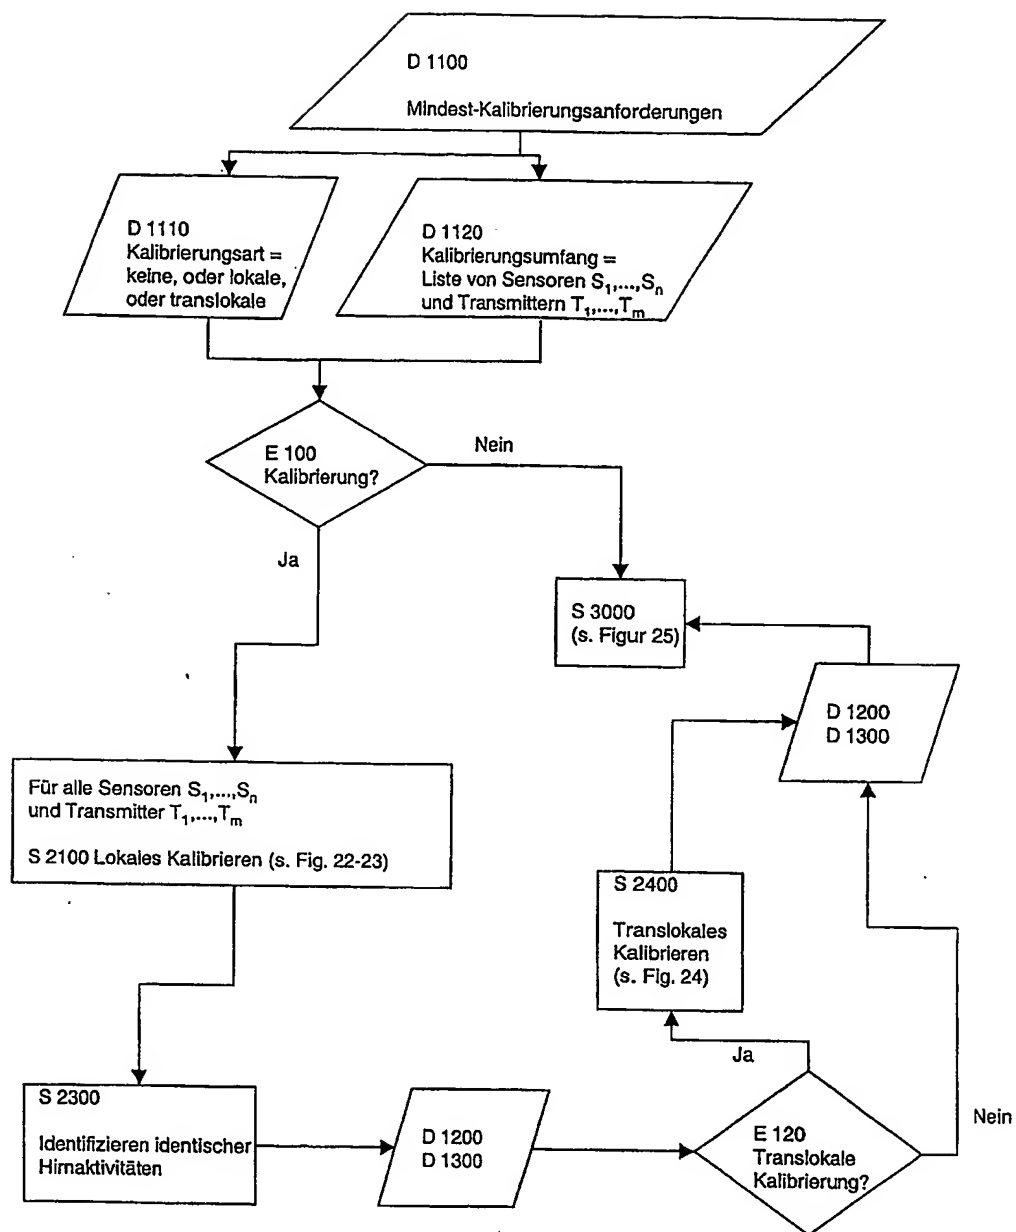 D 1100
Mindest-Kalibrierungsanforderungen
D 1110
Kalibrierungsart =
keine, oder lokale,
oder translokale
D 1120
Kalibrierungsumfang =
Liste von Sensoren S1,...,Sn
und Transmittern T1,...,Tm
E 100
Kalibrierung?
Nein
Ja
S 3000
(s. Figur 25)
D 1200
D 1300
Für alle Sensoren S1,...,Sn
und Transmitter T1,...,Tm
S 2100 Lokales Kalibrieren (s. Fig. 22-23)
S 2400
Translokales
Kalibrieren
(s. Fig. 24)
Ja
Nein
S 2300
Identifizieren identischer
Hirnaktivitäten
D 1200
D 1300
E 120
Translokale
Kalibrierung?